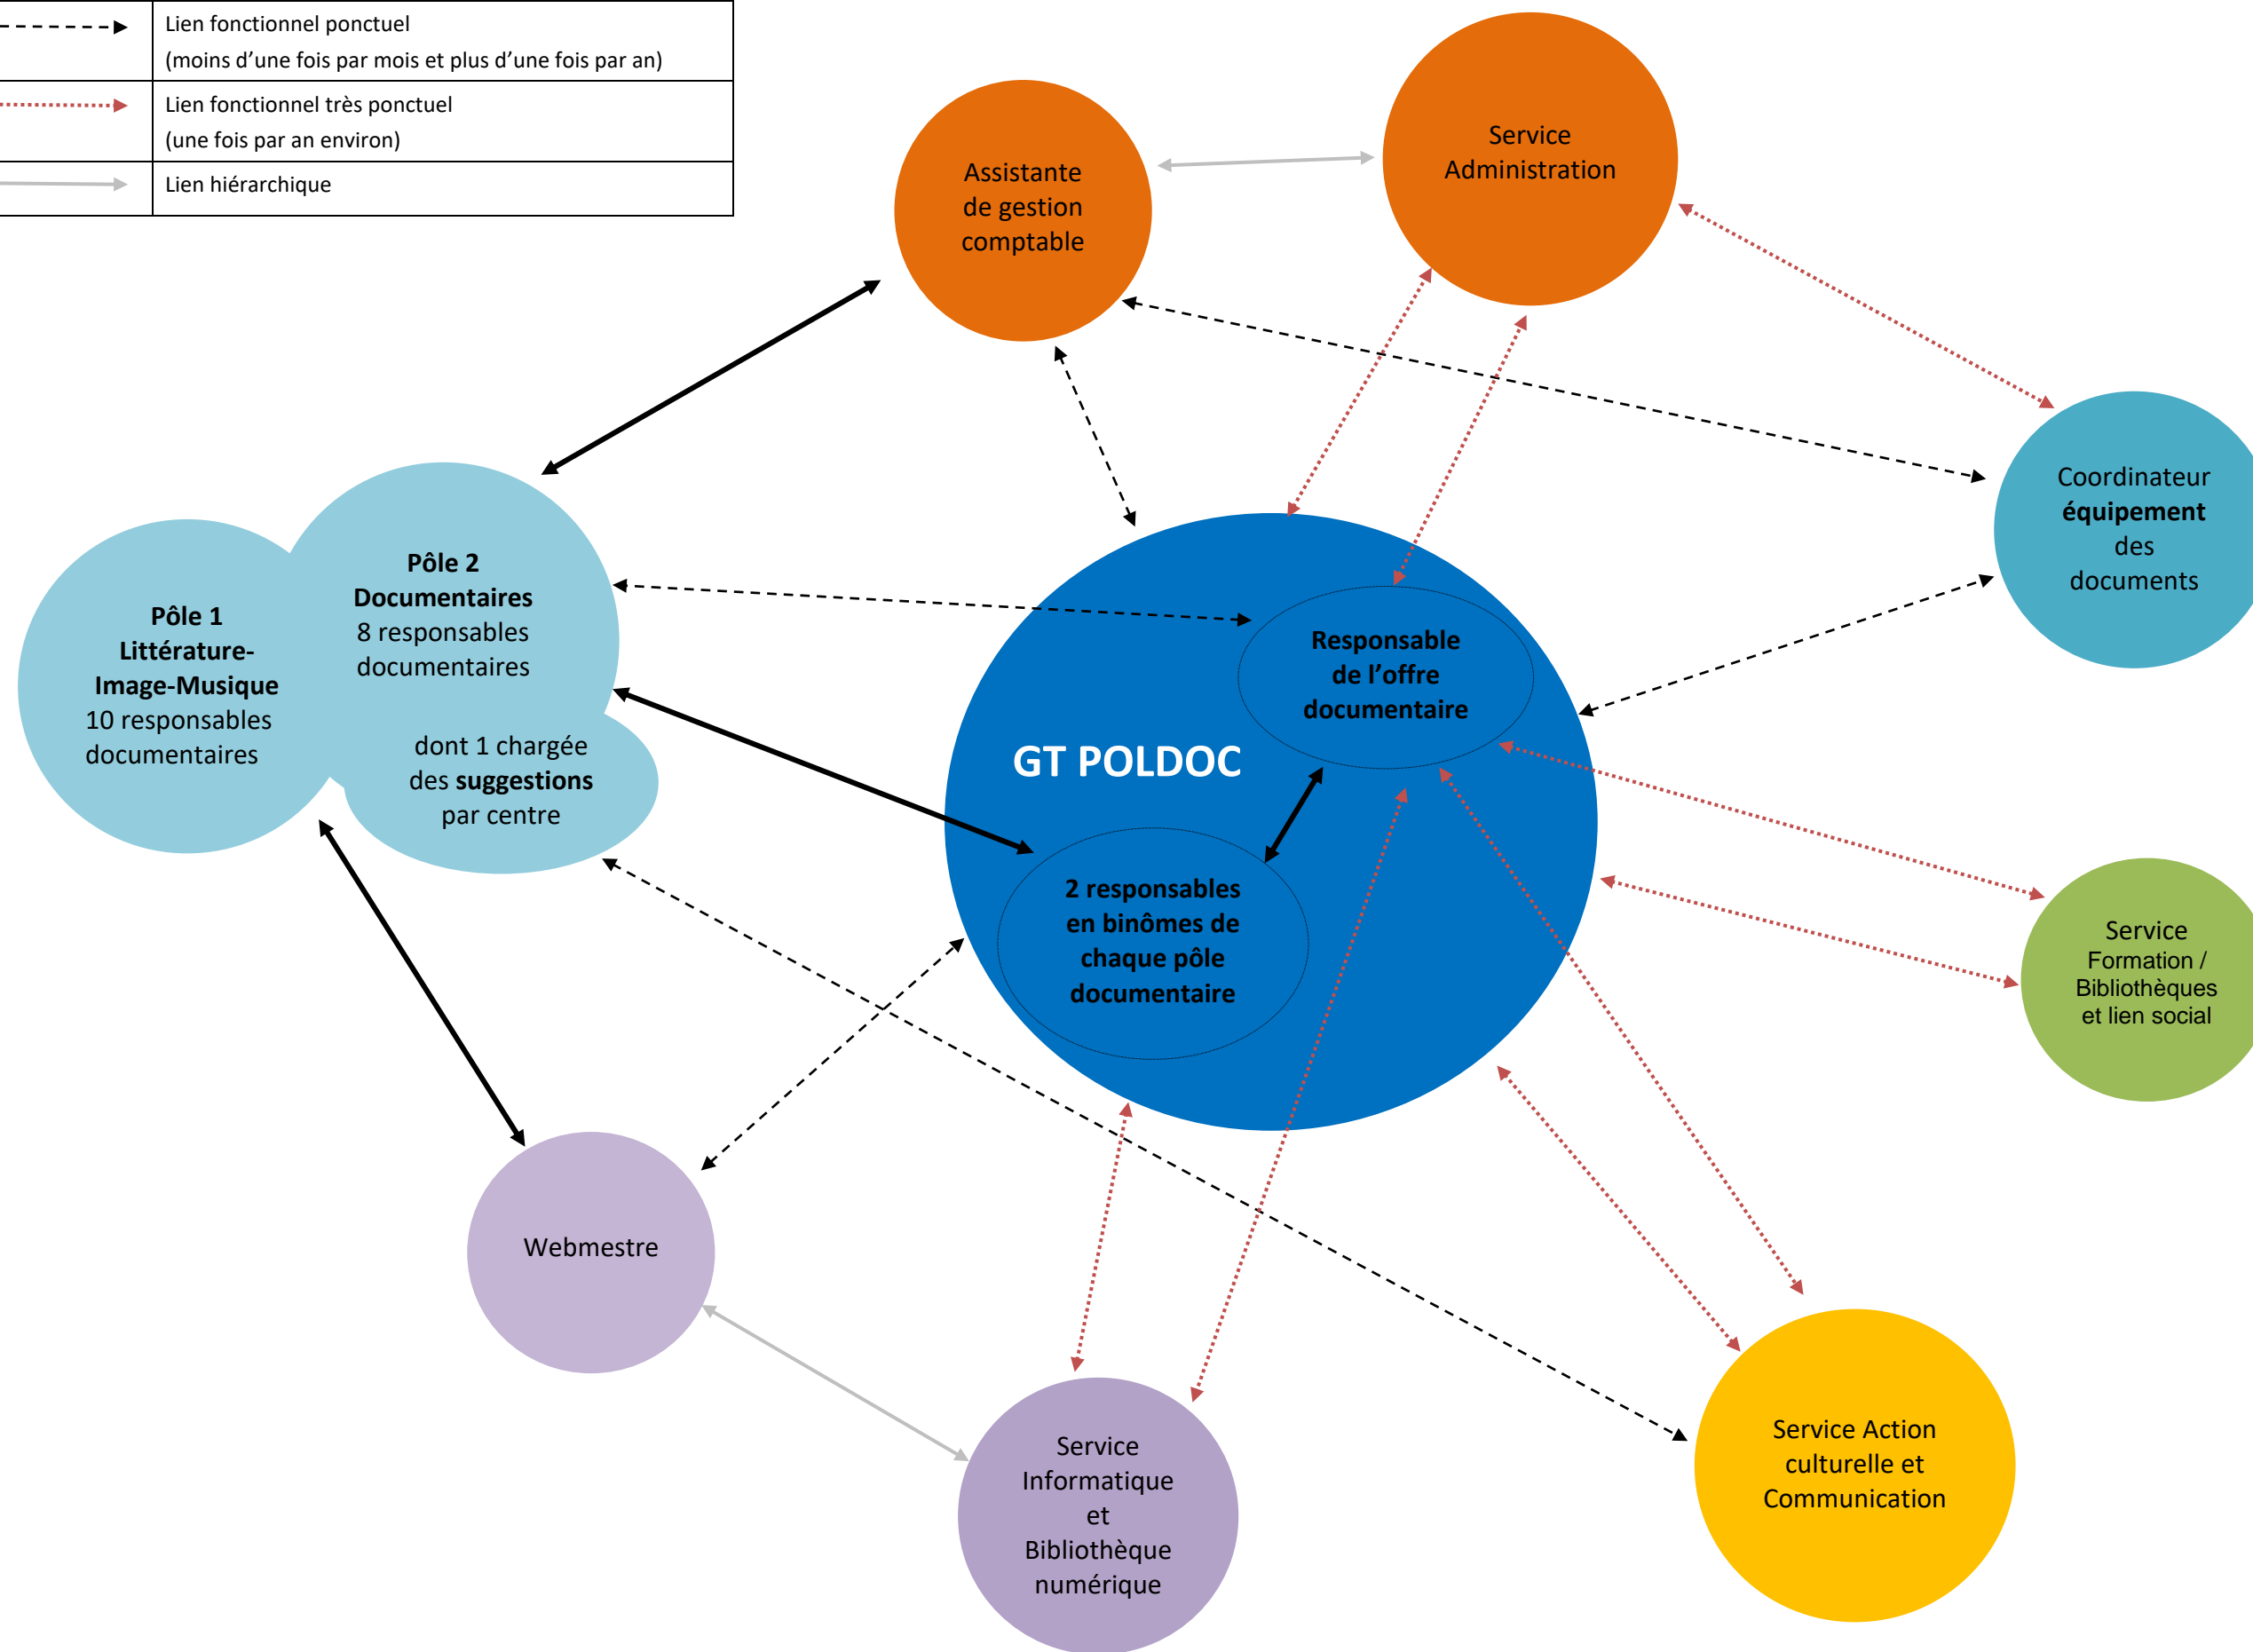 Lien fonctionnel ponctuel
(moins d’une fois par mois et plus d’une fois par an)
Lien fonctionnel très ponctuel
(une fois par an environ)
Lien hiérarchique
Service
Administration
Assistante
de gestion
comptable
Coordinateur
équipement
des
documents
Pôle 2
Documentaires
8 responsables
documentaires
Pôle 1
Littérature-
Image-Musique
10 responsables
documentaires
dont 1 chargée
des suggestions
par centre
Responsable
de l’offre
documentaire
GT POLDOC
2 responsables
en binômes de
chaque pôle
documentaire
Service
Formation /
Bibliothèques
et lien social
Webmestre
Service
Informatique
et
Bibliothèque
numérique
Service Action
culturelle et
Communication